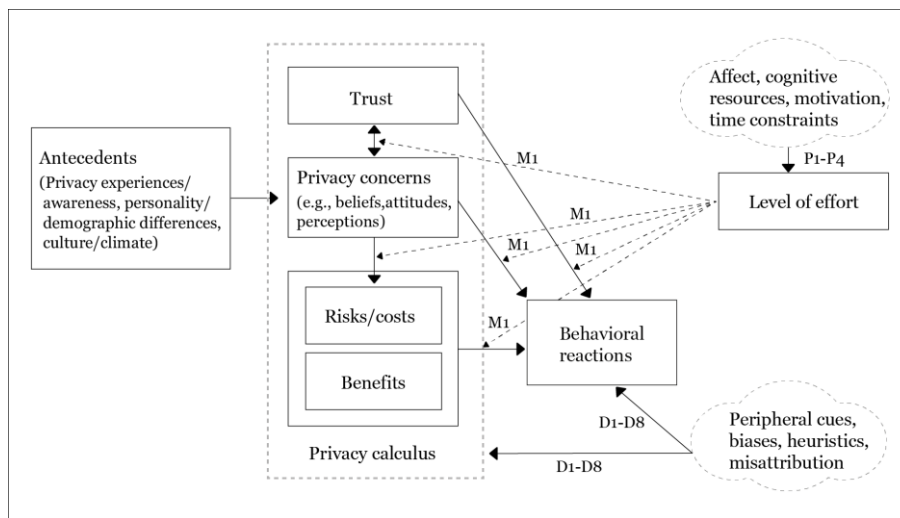 Trust
Antecedents
(Privacy experiences/
awareness, personality/
demographic differences,
culture/climate)
Privacy concerns
(e.g., beliefs,attitudes,
perceptions)
Risks/costs
Benefits
Privacy calculus
M1
M1
M1
M1
M1
Behavioral
reactions
Affect, cognitive
resources, motivation,
time constraints
P1-P4
Level of effort
D1-D8
D1-D8
Peripheral cues,
biases, heuristics,
misattribution